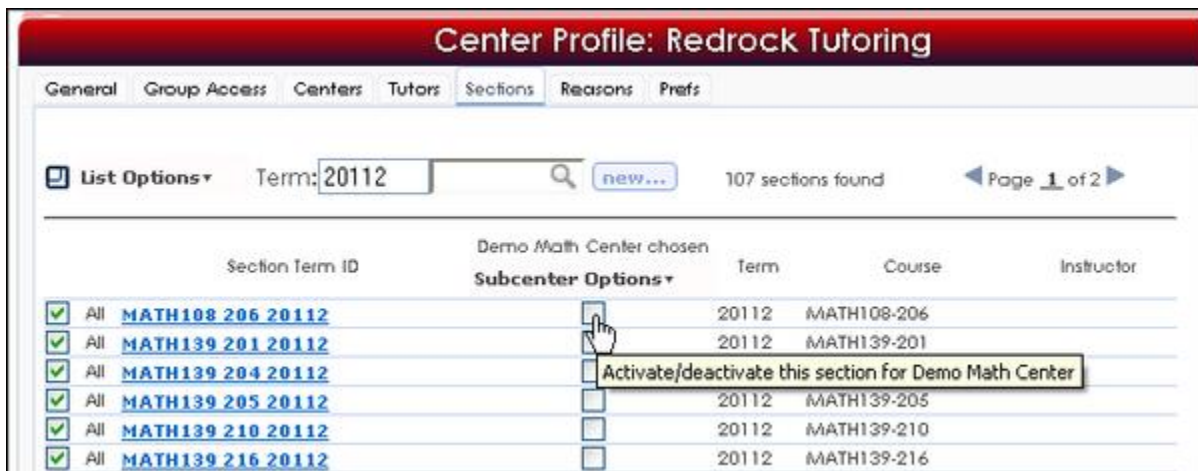 Center Profile: Redrock Tutoring
General Group Access Centers Tutors Sections Reasons Prefs
List Options▾ Term: 20112 new... 107 sections found Page 1 of 2
Demo Math Center chosen
Section Term ID Subcenter Options▾ Term Course Instructor
All MATH108 206 20112 20112 MATH108-206
All MATH139 201 20112 20112 MATH139-201
All MATH139 204 20112 Activate/deactivate this section for Demo Math Center
All MATH139 205 20112 20112 MATH139-205
All MATH139 210 20112 20112 MATH139-210
All MATH139 216 20112 20112 MATH139-216